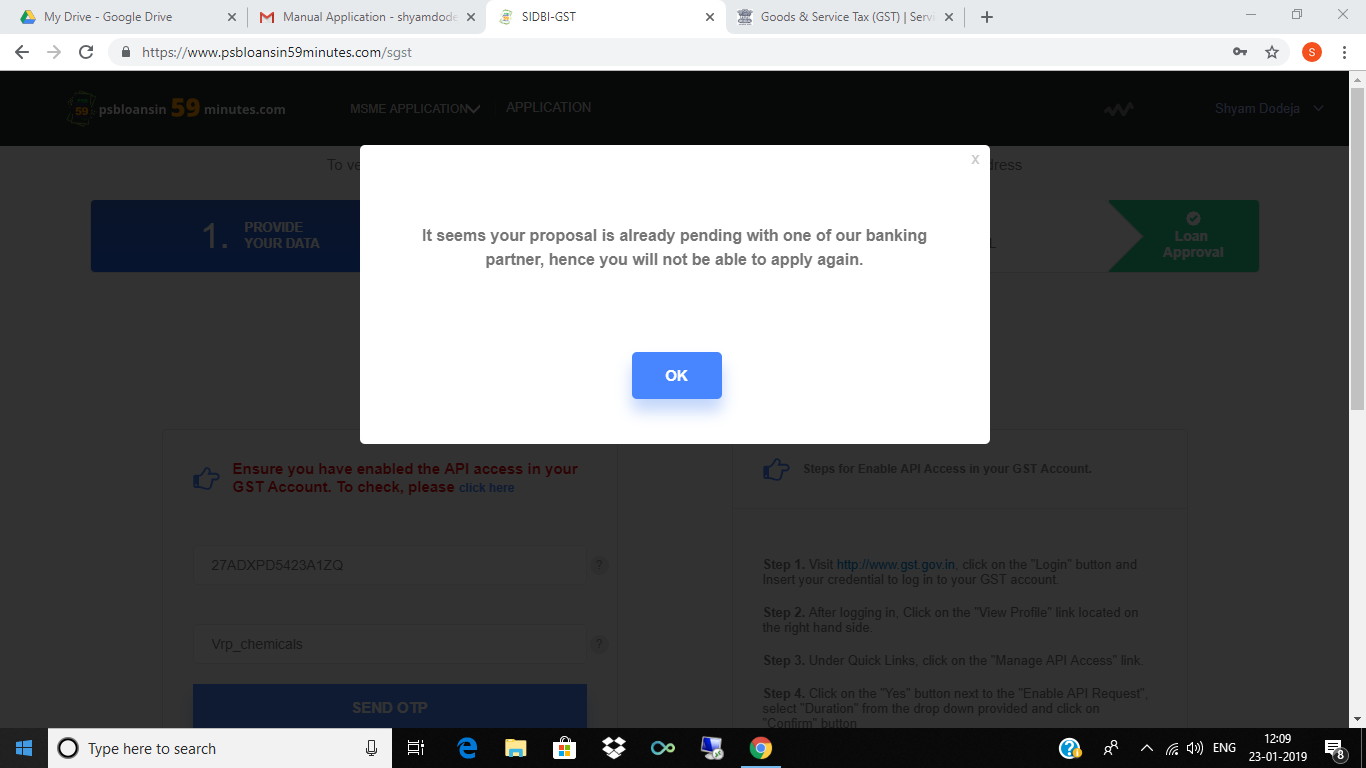 My Drive - Google Drive
Manual Application - shyamdode
SIDBI-GST
Goods & Service Tax (GST) | Servi
https://www.psbloansin59minutes.com/sgst
S
psbloansin 59 minutes.com
MSME APPLICATION
APPLICATION
Shyam Dodeja
To ve
dress
x
It seems your proposal is already pending with one of our banking
partner, hence you will not be able to apply again.
OK
1. PROVIDE
YOUR DATA
Loan
Approval
Ensure you have enabled the API access in your
GST Account. To check, please click here
27ADXPD5423A1ZQ
?
Vrp_chemicals
?
SEND OTP
Steps for Enable API Access in your GST Account.
Step 1. Visit http://www.gst.gov.in, click on the "Login" button and
Insert your credential to log in to your GST account.
Step 2. After logging in, Click on the "View Profile" link located on
the right hand side.
Step 3. Under Quick Links, click on the "Manage API Access" link.
Step 4. Click on the "Yes" button next to the "Enable API Request",
select "Duration" from the drop down provided and click on
"Confirm" button
Type here to search
ENG
12:09
23-01-2019
8